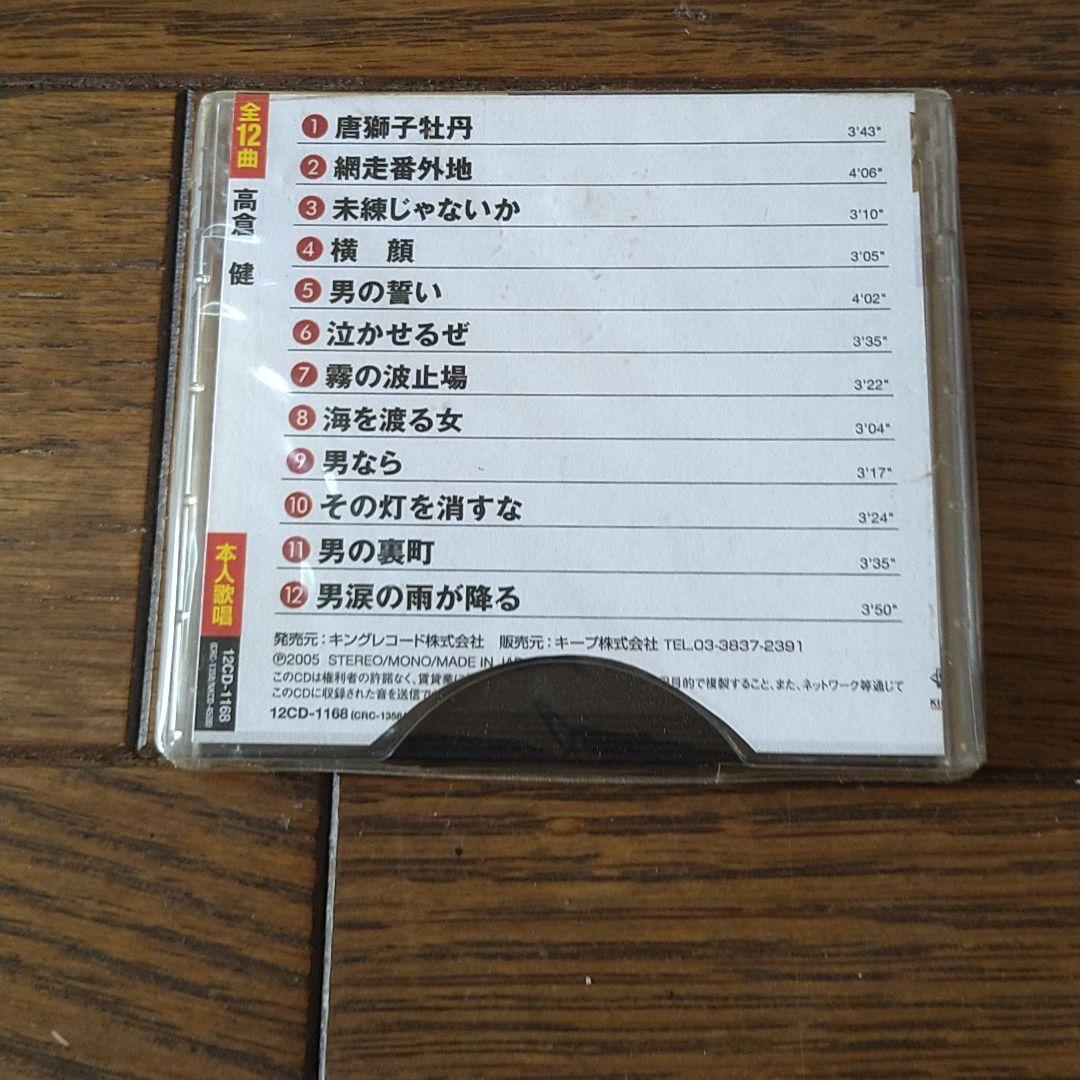 全12曲
高倉 健
本人歌唱
12CD-1168
1 唐獅子牡丹 3'43"
2 網走番外地 4'06"
3 未練じゃないか 3'10"
4 横 顔 3'05"
5 男の誓い 4'02"
6 泣かせるぜ 3'35"
7 霧の波止場 3'22"
8 海を渡る女 3'04"
9 男なら 3'17"
10 その灯を消すな 3'24"
11 男の裏町 3'35"
12 男涙の雨が降る 3'50"
発売元：キングレコード株式会社 販売元：キープ株式会社 TEL.03-3837-2391
Ⓟ2005 STEREO/MONO/MADE IN
このCDは権利者の許諾なく、賃貸業に 目的で複製すること、また、ネットワーク等通じて
このCDに収録された音を送信で
12CD-1168 (CRC-1356